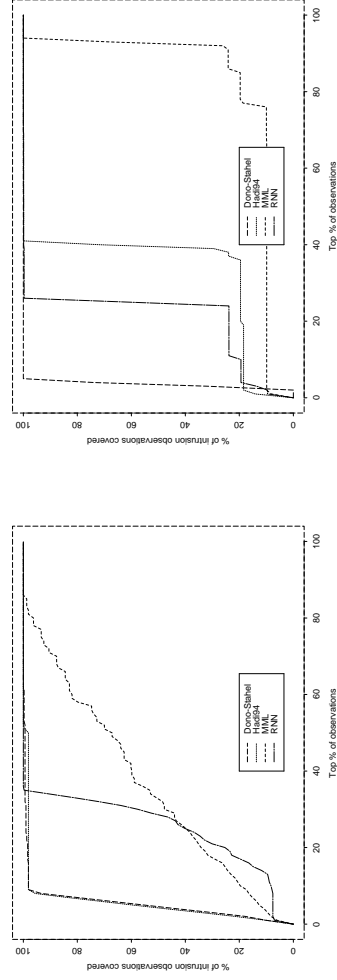 % of intrusion observations covered
100
80
60
40
20
0
Dono-Stahel
Hadi94
MML
RNN
0 20 40 60 80 100
Top % of observations
% of intrusion observations covered
100
80
60
40
20
0
Dono-Stahel
Hadi94
MML
RNN
0 20 40 60 80 100
Top % of observations